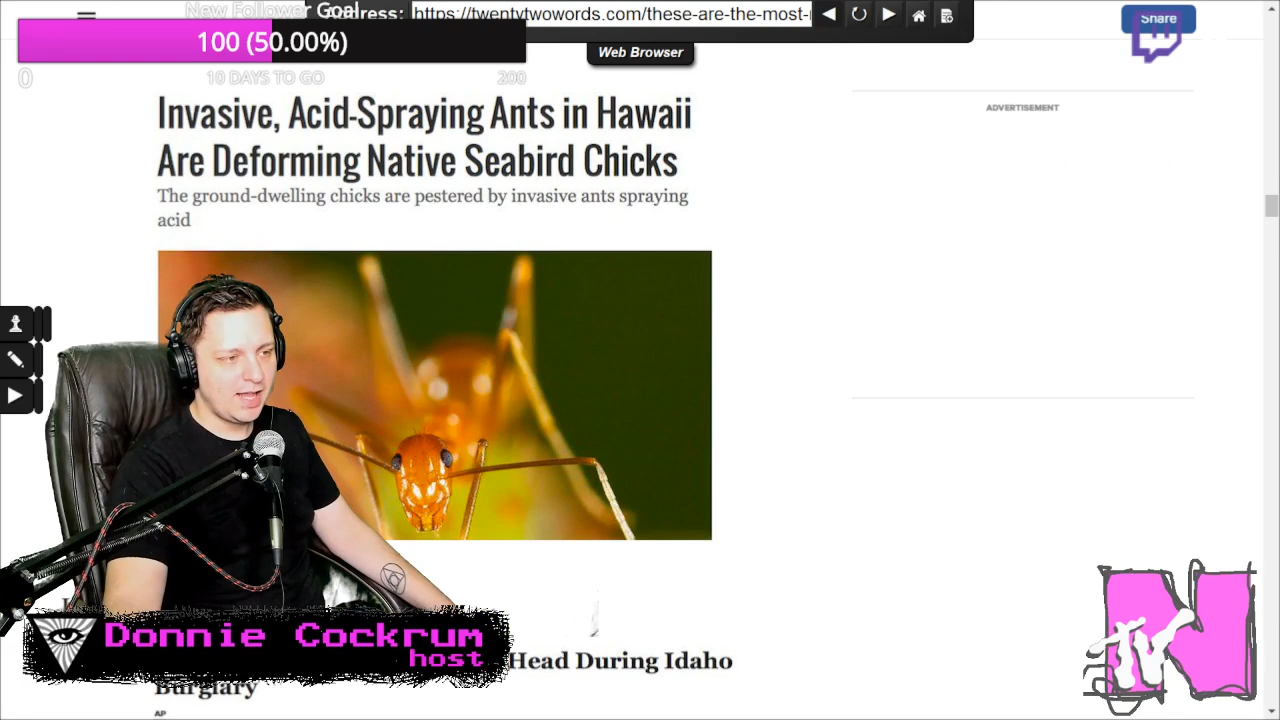 New Follower Goal
Address: https://twentytwowords.com/these-are-the-most-
Share
100 (50.00%)
Web Browser
0
10 DAYS TO GO
200
ADVERTISEMENT
Invasive, Acid-Spraying Ants in Hawaii
Are Deforming Native Seabird Chicks
The ground-dwelling chicks are pestered by invasive ants spraying
acid
Donnie Cockrum
host
Head During Idaho
Burglary
AP
TV